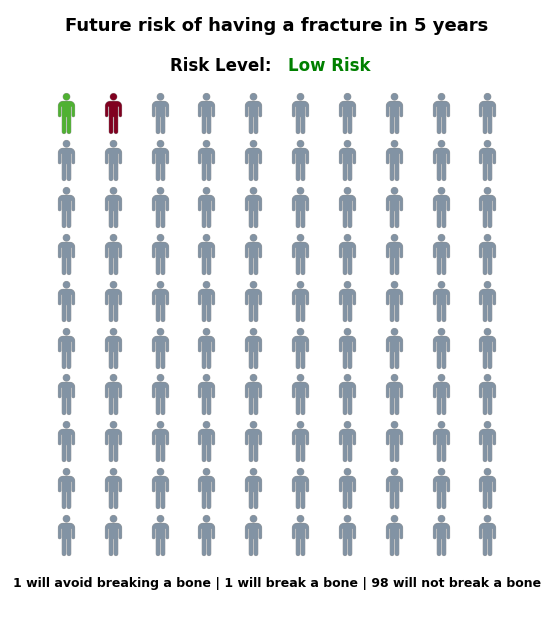 Future risk of having a fracture in 5 years
Risk Level: Low Risk
1 will avoid breaking a bone | 1 will break a bone | 98 will not break a bone